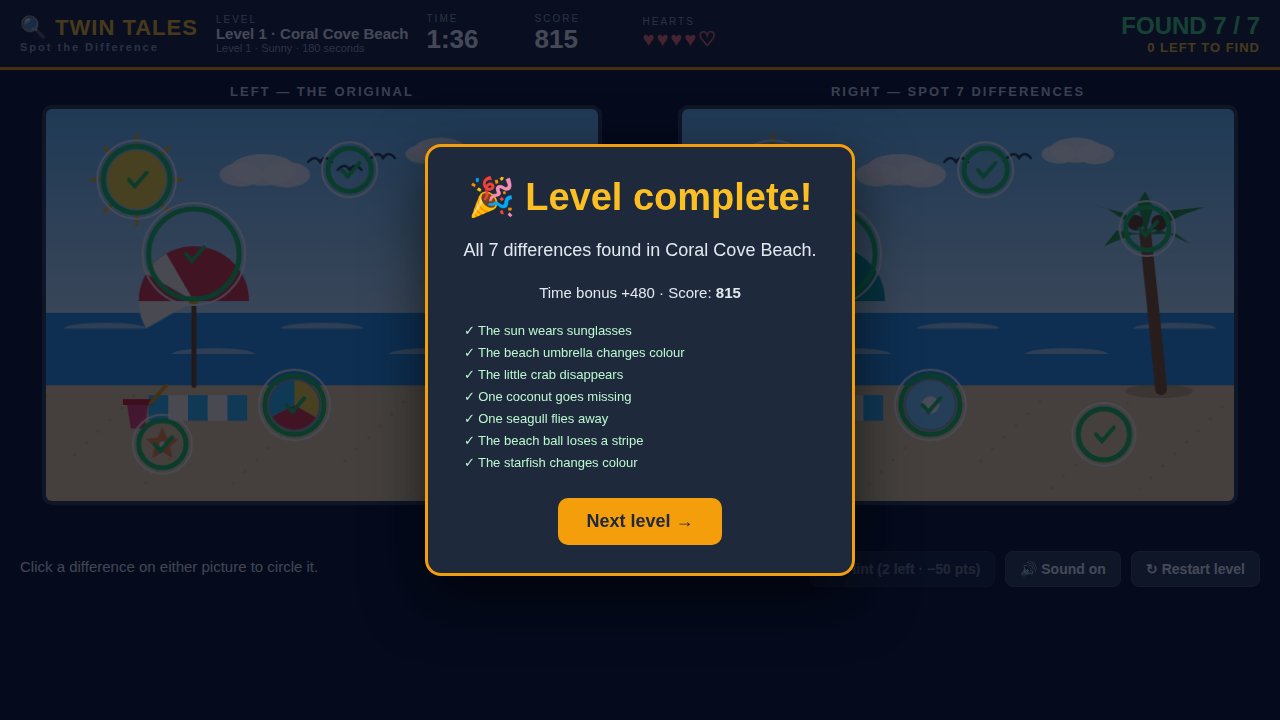 🔍 TWIN TALES
Spot the Difference
LEVEL
Level 1 · Coral Cove Beach
Level 1 · Sunny · 180 seconds
TIME
1:36
SCORE
815
HEARTS
♥♥♥♥♡
FOUND 7 / 7
0 LEFT TO FIND
LEFT — THE ORIGINAL
RIGHT — SPOT 7 DIFFERENCES
🎉 Level complete!
All 7 differences found in Coral Cove Beach.
Time bonus +480 · Score: 815
✓ The sun wears sunglasses
✓ The beach umbrella changes colour
✓ The little crab disappears
✓ One coconut goes missing
✓ One seagull flies away
✓ The beach ball loses a stripe
✓ The starfish changes colour
Next level →
Click a difference on either picture to circle it.
(2 left · −50 pts)
🔊 Sound on
↻ Restart level